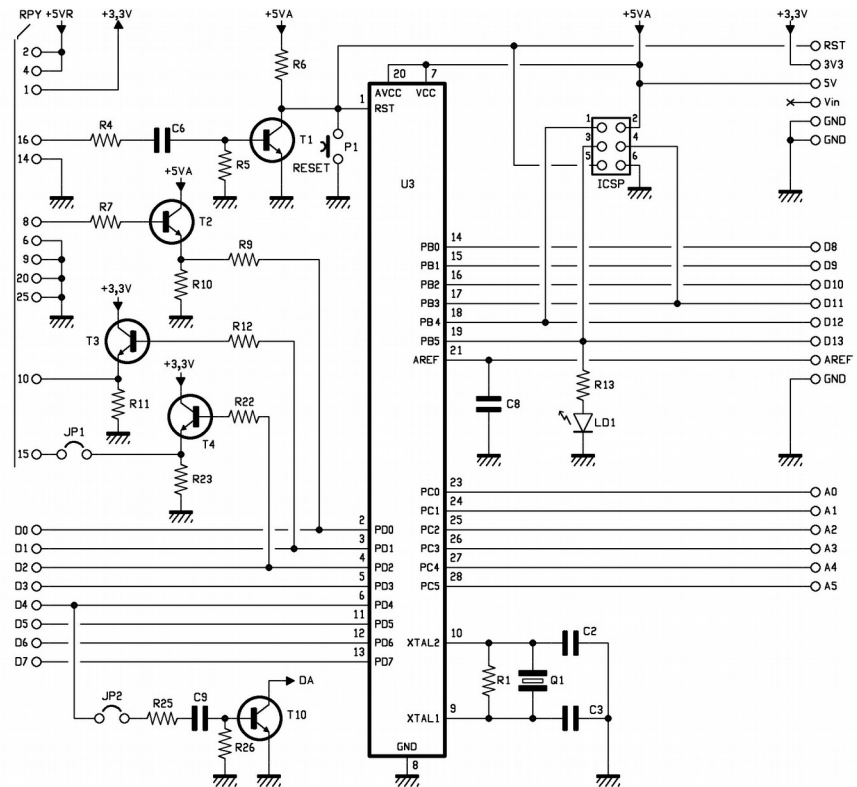 RPY +5VR +3,3V +5VA +5VA +3,3V
2
4
1
16
14
8
6
9
20
25
10
15
R4
C6
R5
R6
T1
RESET
P1
+5VA
R7
T2
R9
R10
+3,3V
T3
R12
R11
+3,3V
R22
T4
JP1
R23
D0
D1
D2
D3
D4
D5
D6
D7
JP2
R25
C9
R26
T10
DA
20 7
AVCC VCC
1 RST
U3
2 PD0
3 PD1
4 PD2
5 PD3
6 PD4
11 PD5
12 PD6
13 PD7
PB0 14
PB1 15
PB2 16
PB3 17
PB4 18
PB5 19
AREF 21
PC0 23
PC1 24
PC2 25
PC3 26
PC4 27
PC5 28
XTAL2 10
XTAL1 9
GND
8
1 2
3 4
5 6
ICSP
C8
R13
LD1
R1
Q1
C2
C3
RST
3V3
5V
Vin
GND
GND
D8
D9
D10
D11
D12
D13
AREF
GND
A0
A1
A2
A3
A4
A5